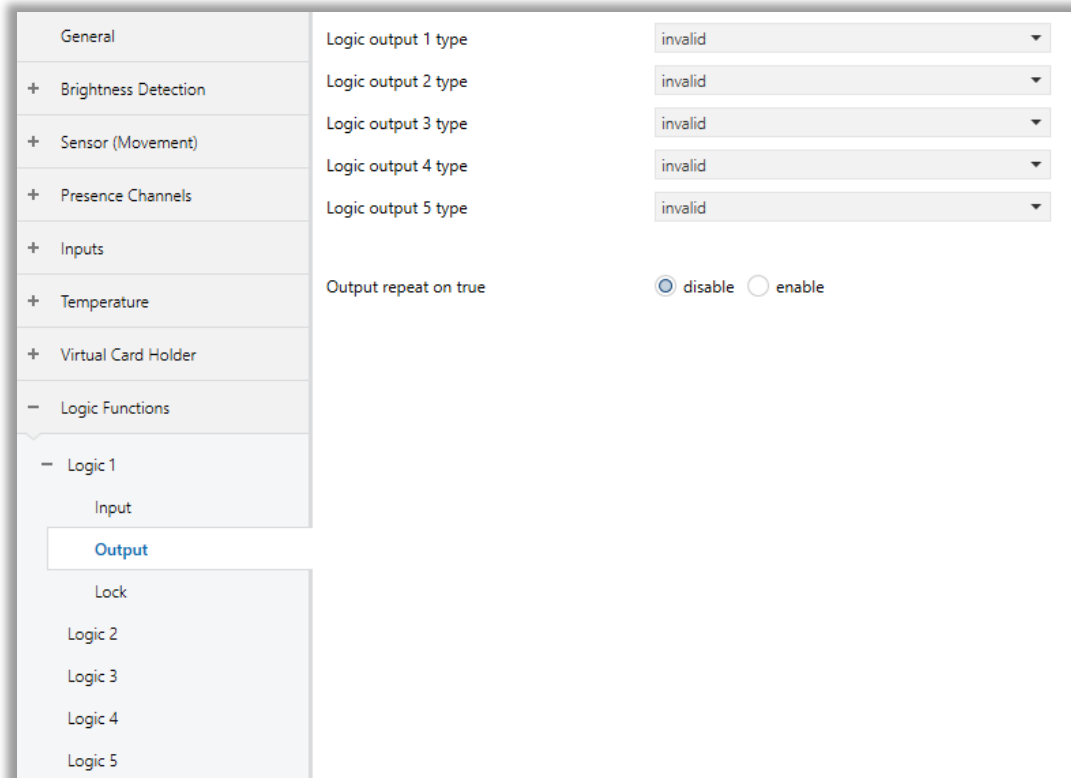 General
+ Brightness Detection
+ Sensor (Movement)
+ Presence Channels
+ Inputs
+ Temperature
+ Virtual Card Holder
− Logic Functions
− Logic 1
Input
Output
Lock
Logic 2
Logic 3
Logic 4
Logic 5
Logic output 1 type invalid
Logic output 2 type invalid
Logic output 3 type invalid
Logic output 4 type invalid
Logic output 5 type invalid
Output repeat on true disable enable